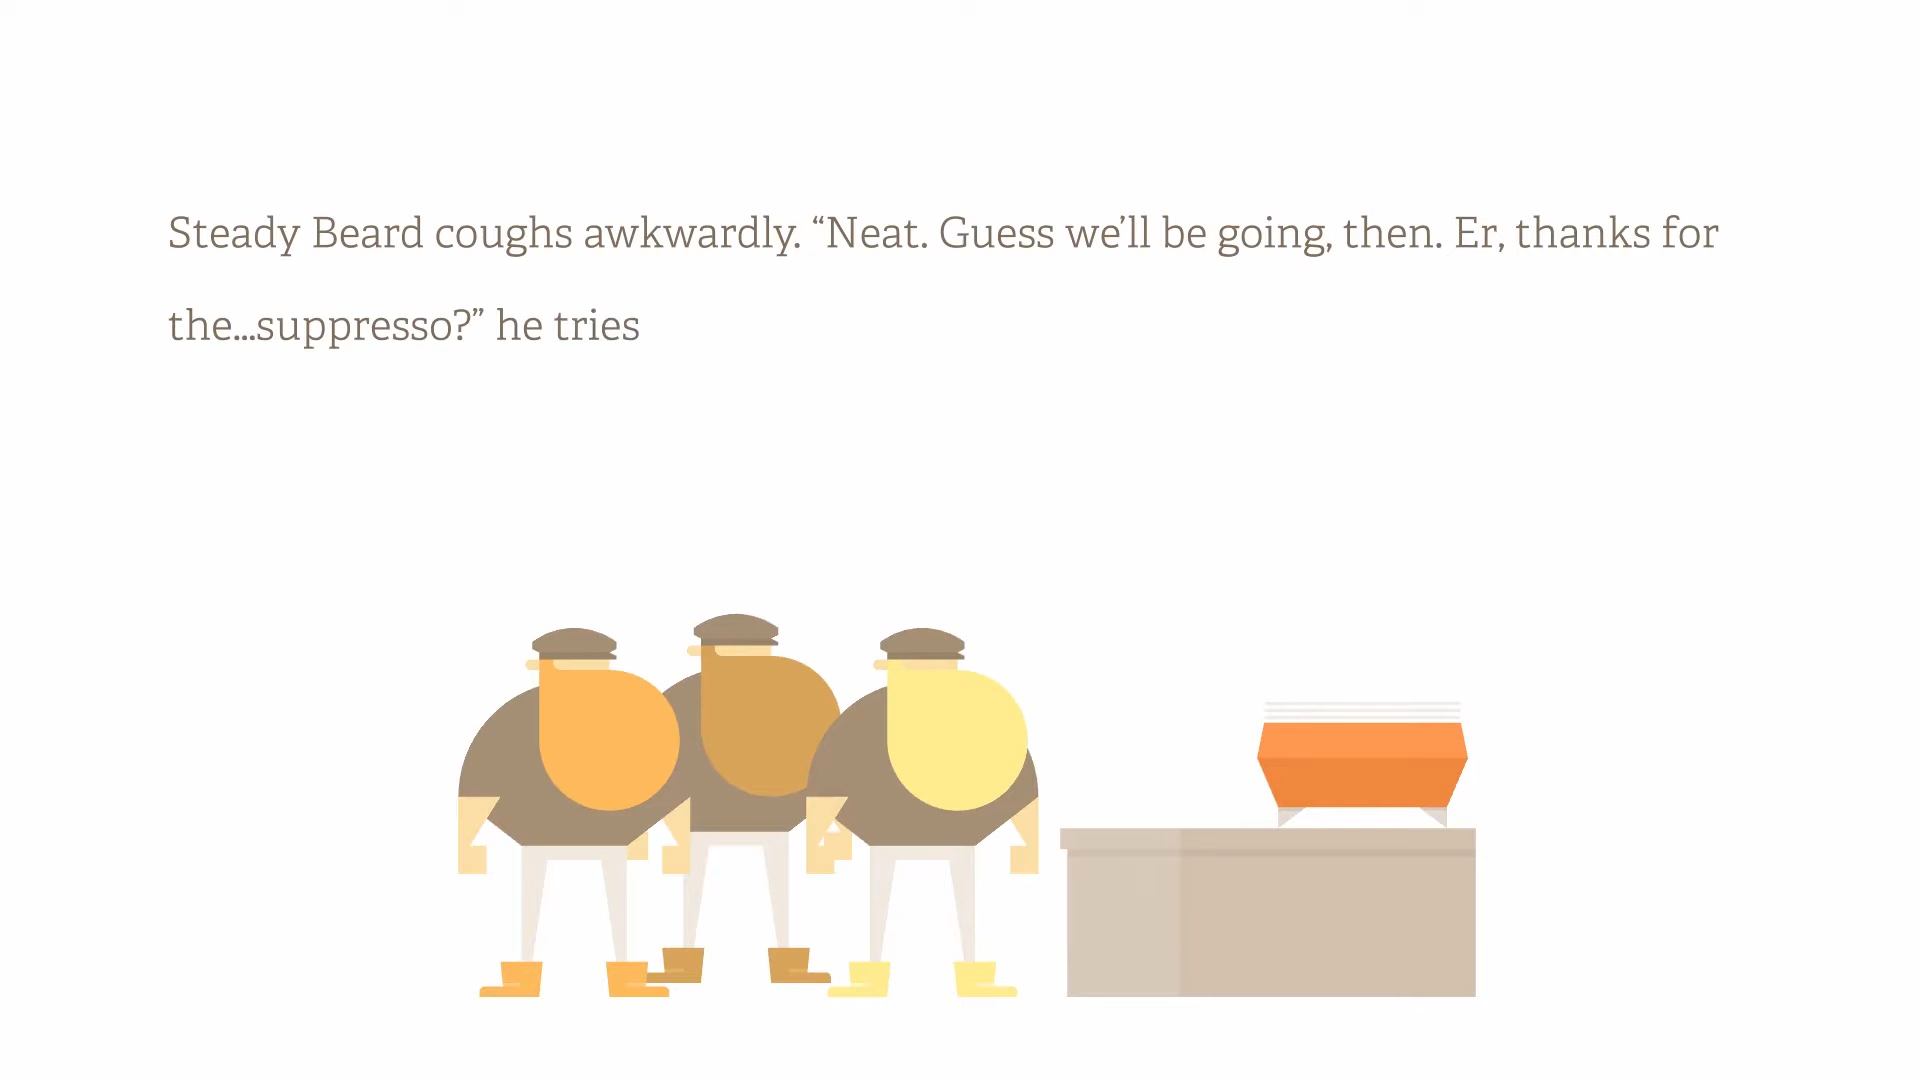 Steady Beard coughs awkwardly. “Neat. Guess we’ll be going, then. Er, thanks for
the...suppresso?” he tries